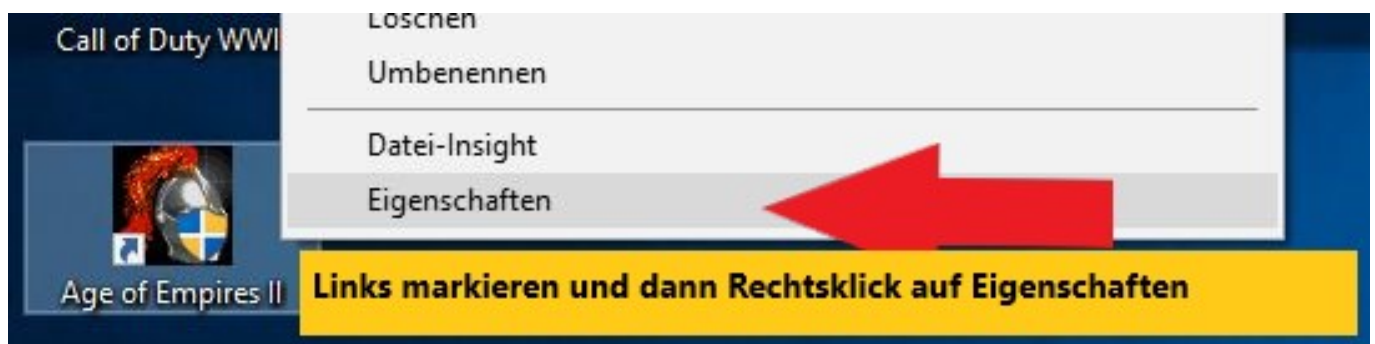 Call of Duty WWI
Löschen
Umbenennen
Datei-Insight
Eigenschaften
Age of Empires II
Links markieren und dann Rechtsklick auf Eigenschaften